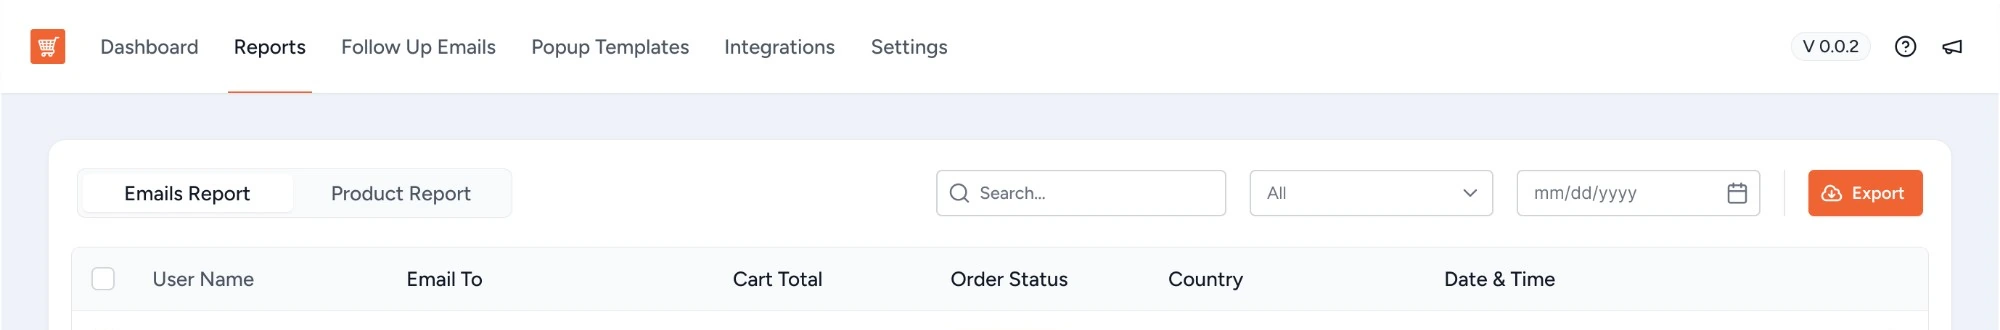 Dashboard Reports Follow Up Emails Popup Templates Integrations Settings V 0.0.2
Emails Report Product Report Search... All mm/dd/yyyy Export
User Name Email To Cart Total Order Status Country Date & Time